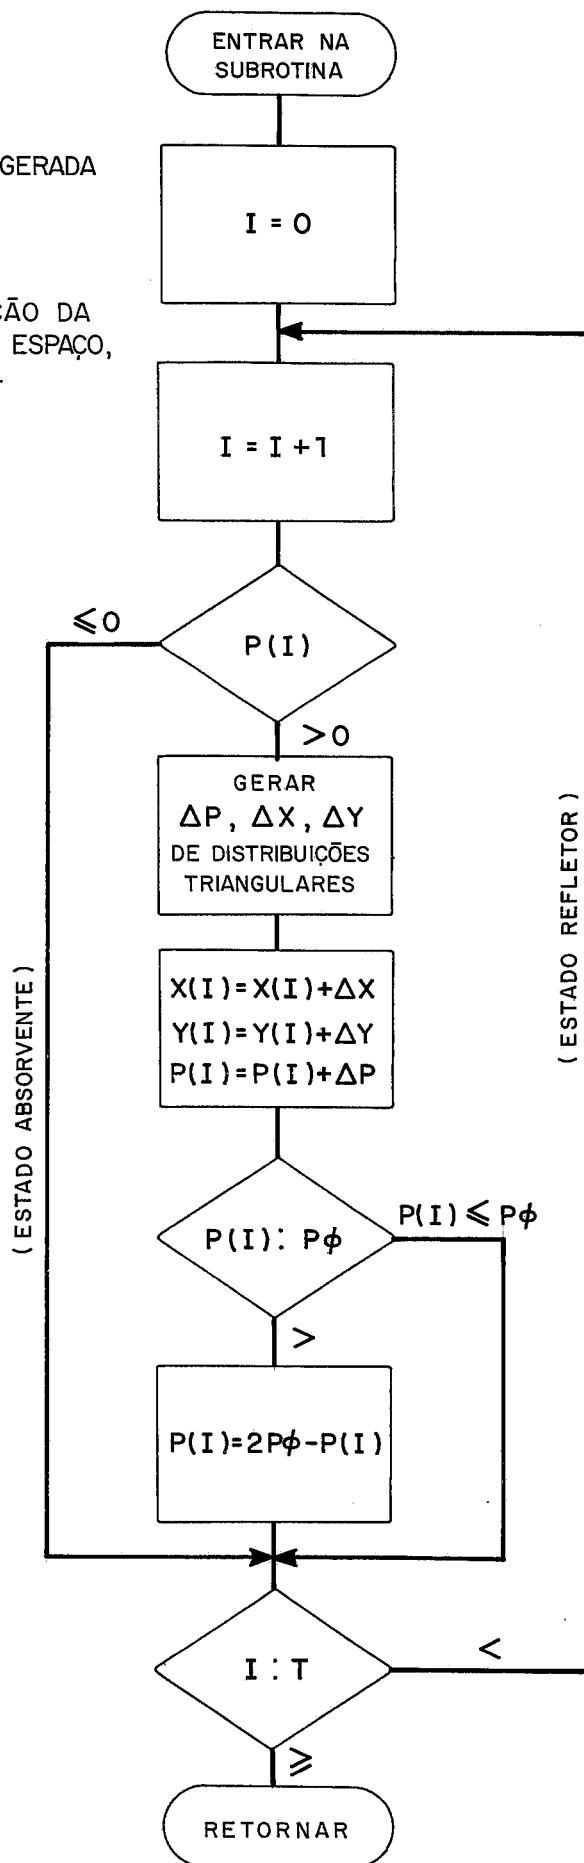 ENTRAR NA
SUBROTINA
GERADA
I = 0
ÇÃO DA
ESPAÇO,
I = I + 1
≤0
P(I)
>0
GERAR
ΔP, ΔX, ΔY
DE DISTRIBUIÇÕES
TRIANGULARES
(ESTADO REFLETOR)
X(I)=X(I)+ΔX
Y(I)=Y(I)+ΔY
P(I)=P(I)+ΔP
(ESTADO ABSORVENTE)
P(I) ≤ Pφ
P(I): Pφ
>
P(I)=2Pφ-P(I)
I : T
<
≥
RETORNAR